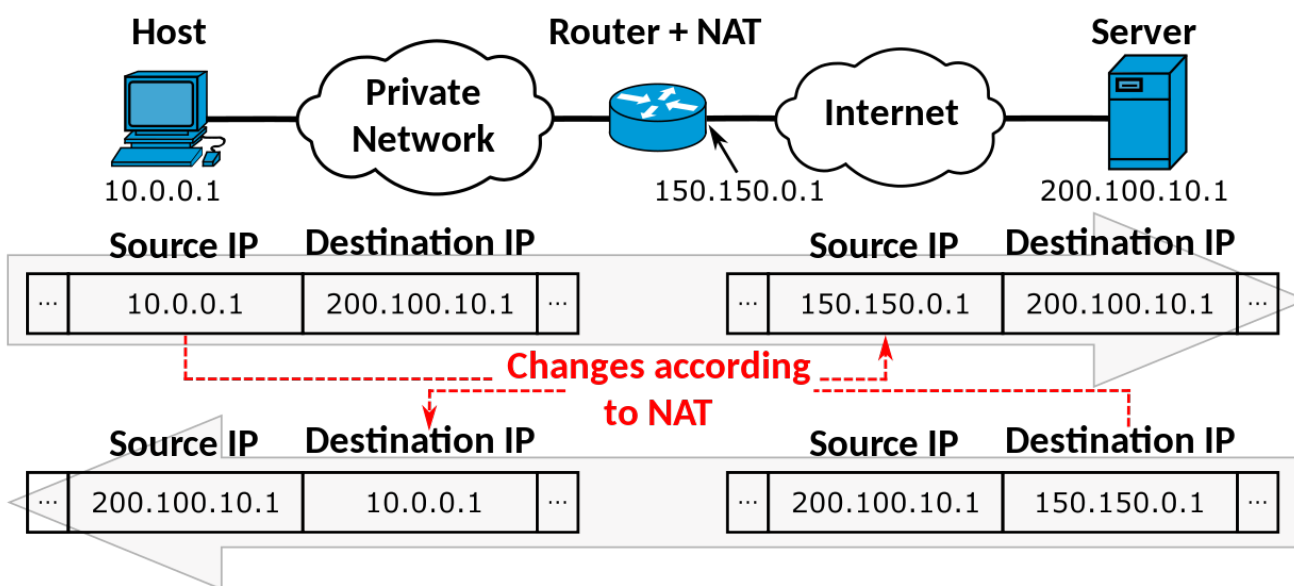 Host Router + NAT Server
Private
Network
Internet
10.0.0.1 150.150.0.1 200.100.10.1
Source IP Destination IP Source IP Destination IP
... 10.0.0.1 200.100.10.1 ... ... 150.150.0.1 200.100.10.1 ...
Changes according
to NAT
Source IP Destination IP Source IP Destination IP
... 200.100.10.1 10.0.0.1 ... ... 200.100.10.1 150.150.0.1 ...